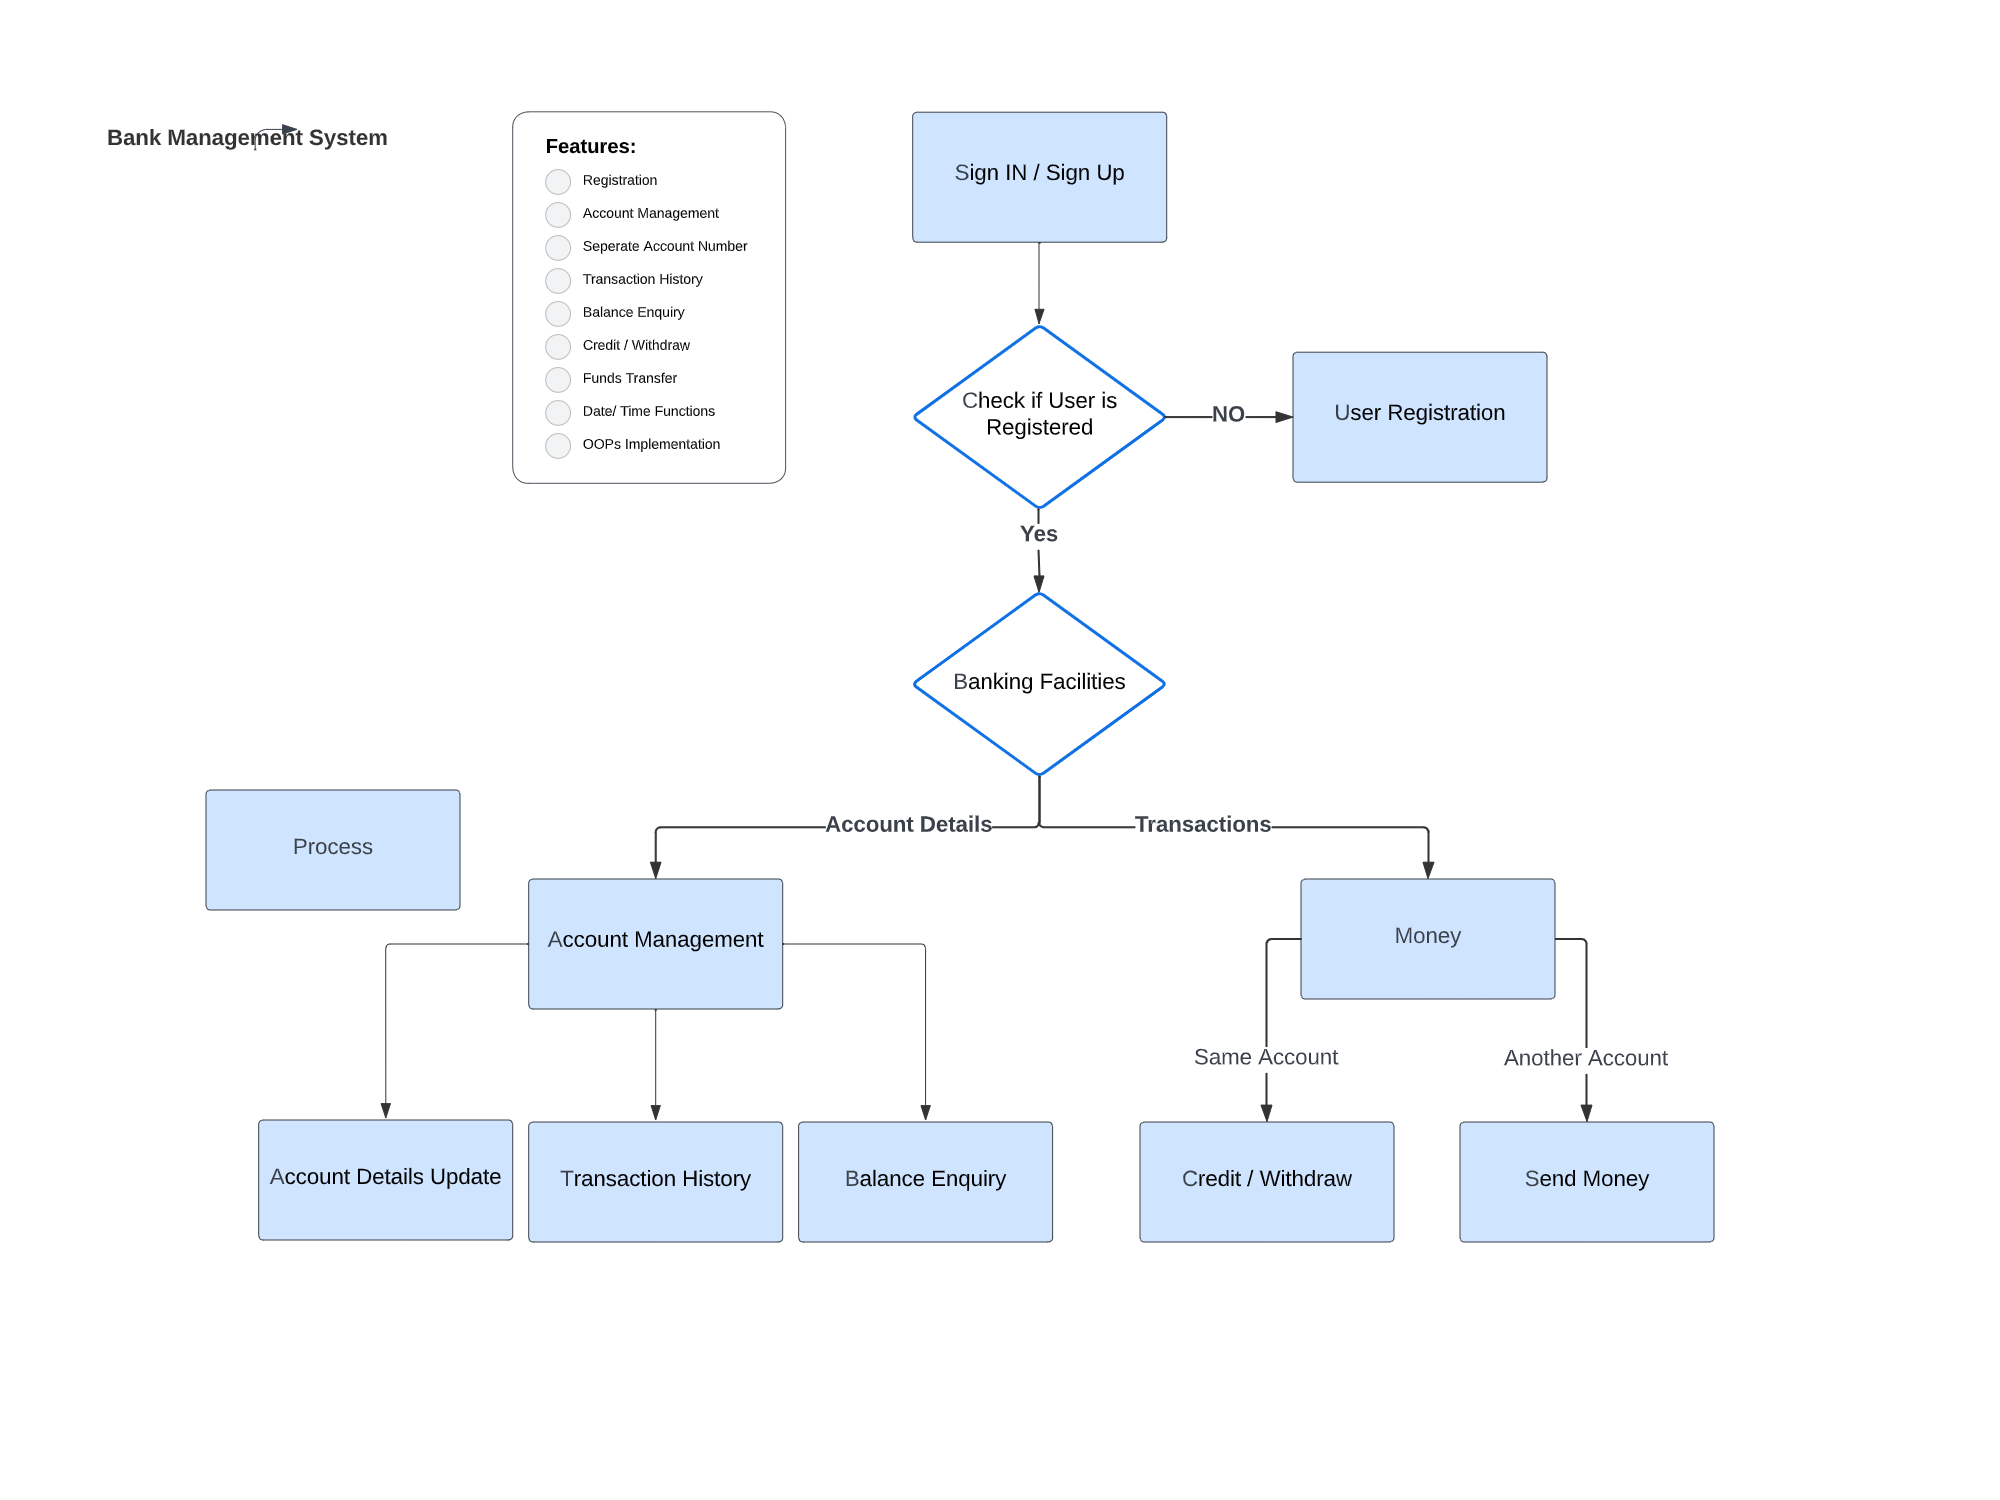 Bank Management System
Features:
Registration
Account Management
Seperate Account Number
Transaction History
Balance Enquiry
Credit / Withdraw
Funds Transfer
Date/ Time Functions
OOPs Implementation
Sign IN / Sign Up
Check if User is
Registered
NO
User Registration
Yes
Banking Facilities
Account Details
Transactions
Process
Account Management
Money
Same Account
Another Account
Account Details Update
Transaction History
Balance Enquiry
Credit / Withdraw
Send Money